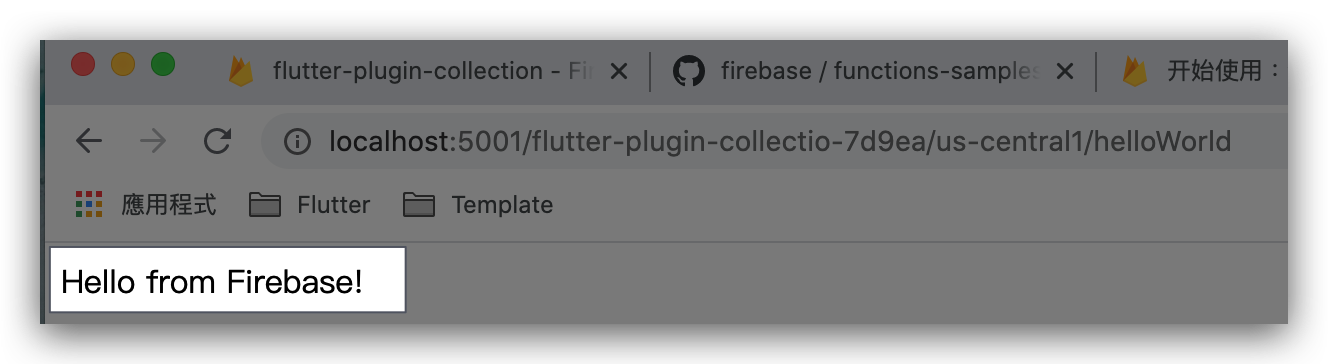 flutter-plugin-collection - Fi
firebase / functions-samples
开始使用：
localhost:5001/flutter-plugin-collectio-7d9ea/us-central1/helloWorld
應用程式
Flutter
Template
Hello from Firebase!